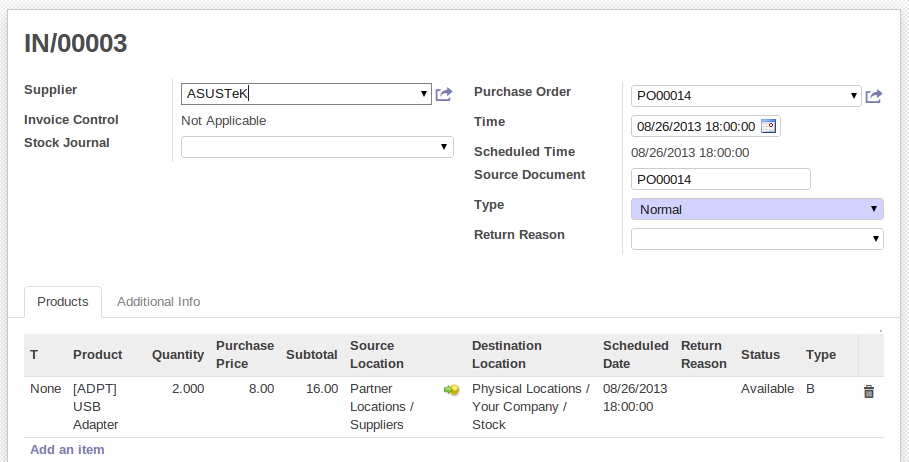 IN/00003
Supplier
ASUSTeK
Invoice Control
Not Applicable
Stock Journal
Purchase Order
PO00014
Time
08/26/2013 18:00:00
Scheduled Time
08/26/2013 18:00:00
Source Document
PO00014
Type
Normal
Return Reason
Products
Additional Info
T Product Quantity Purchase Price Subtotal Source Location Destination Location Scheduled Date Return Reason Status Type
None [ADPT] USB Adapter 2.000 8.00 16.00 Partner Locations / Suppliers Physical Locations / Your Company / Stock 08/26/2013 18:00:00 Available B
Add an item